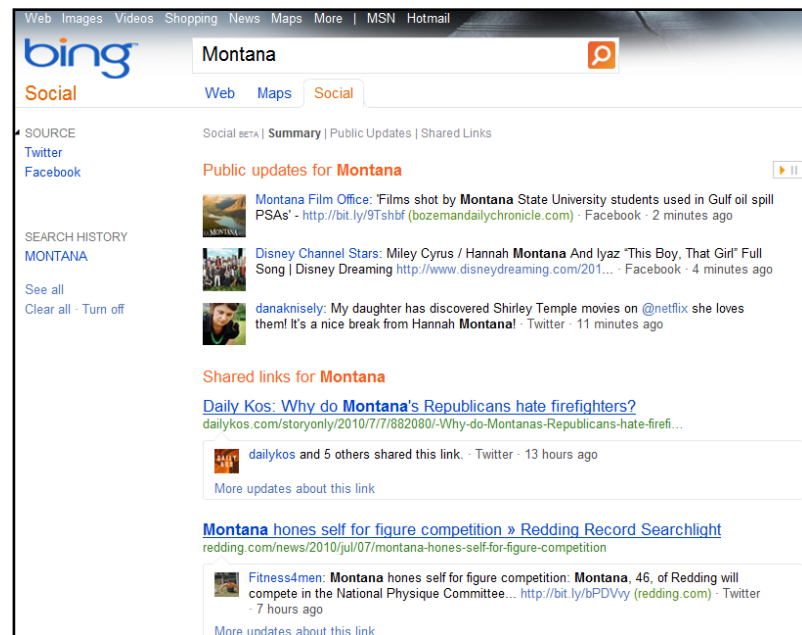 Web Images Videos Shopping News Maps More | MSN Hotmail
bing
Montana
Social
Web Maps Social
SOURCE
Twitter
Facebook
SEARCH HISTORY
MONTANA
See all
Clear all · Turn off
Social BETA | Summary | Public Updates | Shared Links
Public updates for Montana
MONTANA
Montana Film Office: 'Films shot by Montana State University students used in Gulf oil spill
PSAs' - http://bit.ly/9Tshbf (bozemandailychronicle.com) · Facebook · 2 minutes ago
Disney Channel Stars: Miley Cyrus / Hannah Montana And Iyaz “This Boy, That Girl” Full
Song | Disney Dreaming http://www.disneydreaming.com/201... · Facebook · 4 minutes ago
danaknisely: My daughter has discovered Shirley Temple movies on @netflix she loves
them! It's a nice break from Hannah Montana! · Twitter · 11 minutes ago
Shared links for Montana
Daily Kos: Why do Montana's Republicans hate firefighters?
dailykos.com/storyonly/2010/7/7/882080/-Why-do-Montanas-Republicans-hate-firefi...
DAILY
KOS
dailykos and 5 others shared this link. · Twitter · 13 hours ago
More updates about this link
Montana hones self for figure competition » Redding Record Searchlight
redding.com/news/2010/jul/07/montana-hones-self-for-figure-competition
Fitness4men: Montana hones self for figure competition: Montana, 46, of Redding will
compete in the National Physique Committee... http://bit.ly/bPDVvy (redding.com) · Twitter
· 7 hours ago
More updates about this link